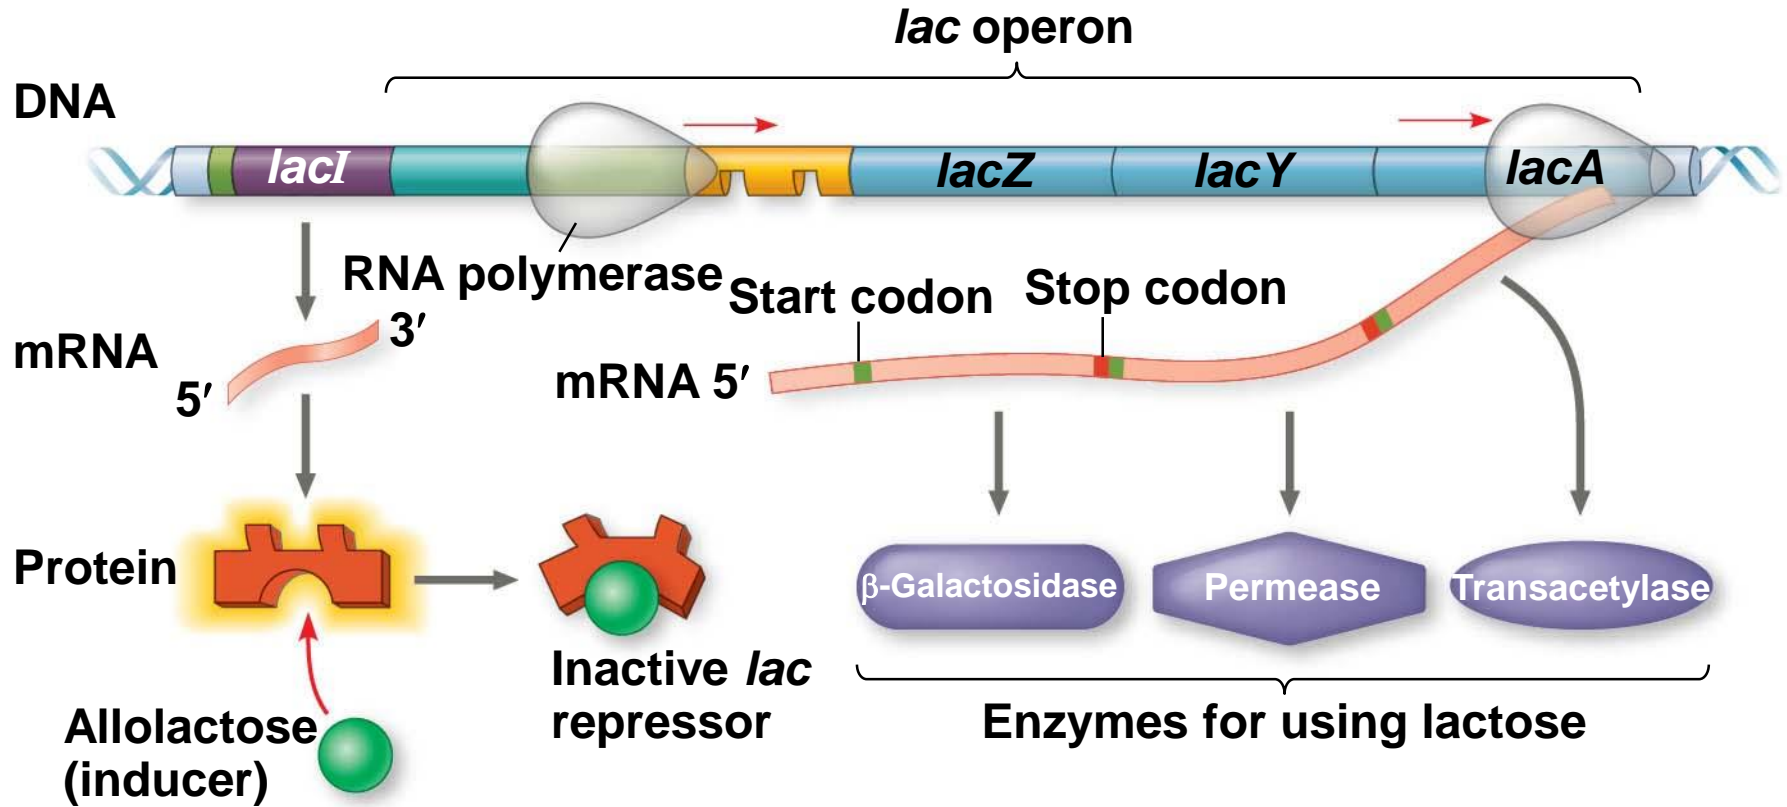 lac operon
DNA
lacI
lacZ
lacY
lacA
RNA polymerase
Start codon
Stop codon
mRNA
3′
5′
mRNA 5′
Protein
β-Galactosidase
Permease
Transacetylase
Inactive lac
repressor
Allolactose
(inducer)
Enzymes for using lactose